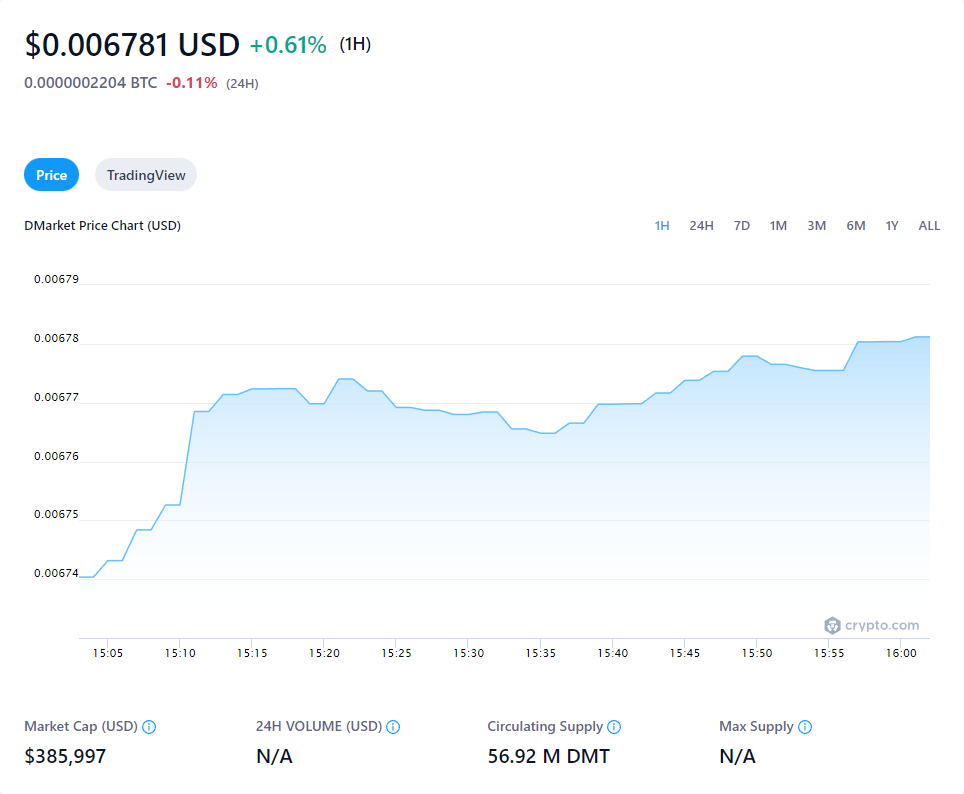 $0.006781 USD +0.61% (1H)
0.0000002204 BTC -0.11% (24H)
Price TradingView
DMarket Price Chart (USD) 1H 24H 7D 1M 3M 6M 1Y ALL
0.00679
0.00678
0.00677
0.00676
0.00675
0.00674
crypto.com
15:05 15:10 15:15 15:20 15:25 15:30 15:35 15:40 15:45 15:50 15:55 16:00
Market Cap (USD) 24H VOLUME (USD) Circulating Supply Max Supply
$385,997 N/A 56.92 M DMT N/A